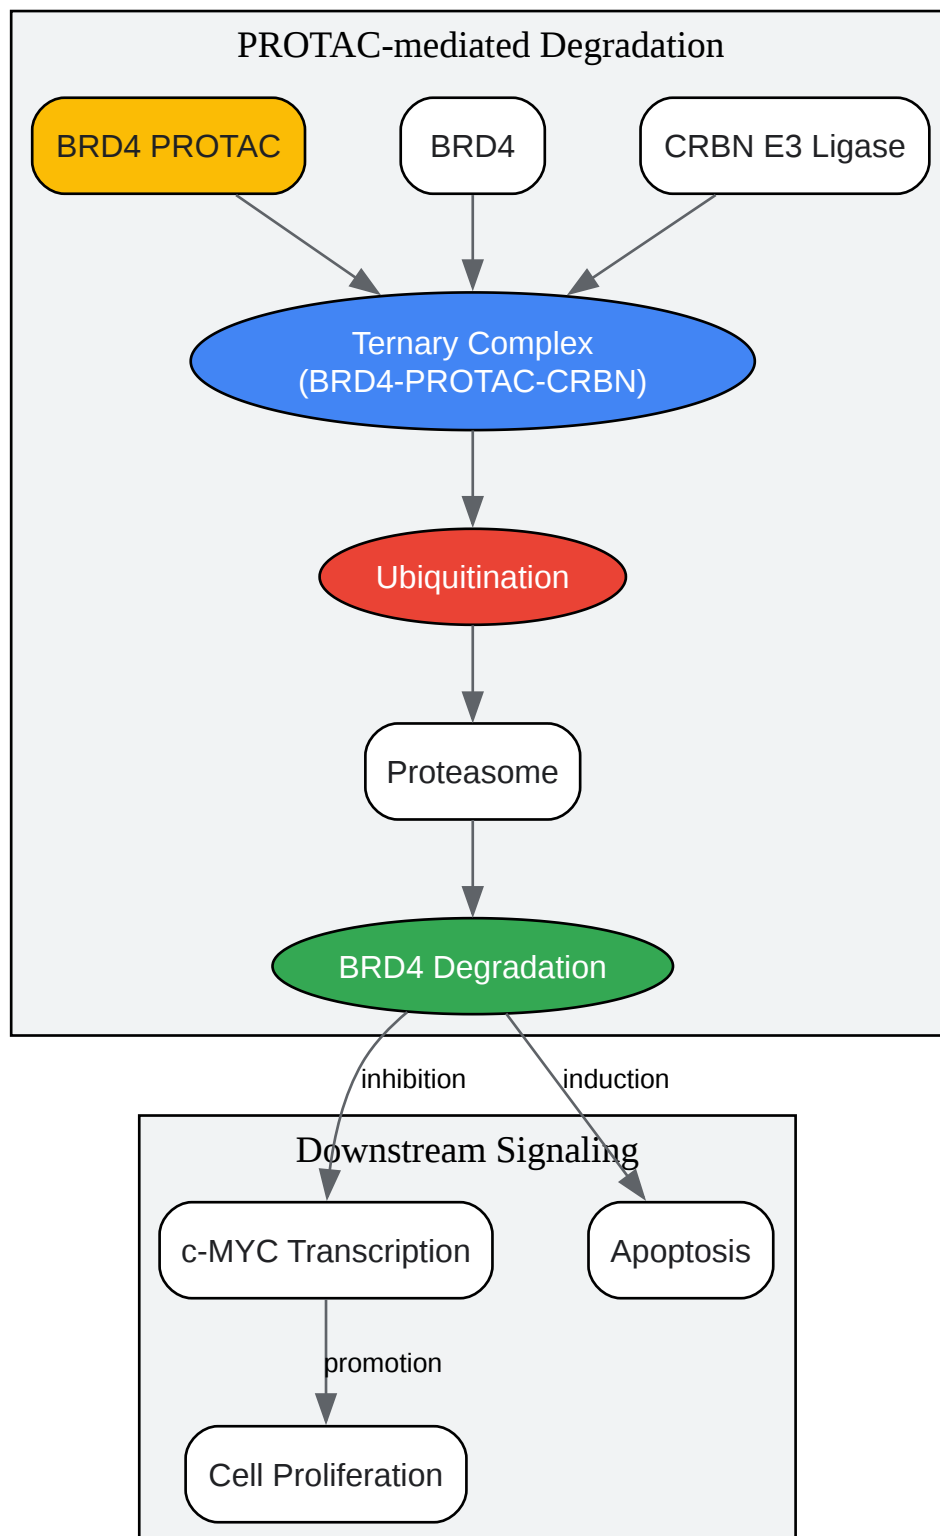 PROTAC-mediated Degradation
BRD4 PROTAC
BRD4
CRBN E3 Ligase
Ternary Complex
(BRD4-PROTAC-CRBN)
Ubiquitination
Proteasome
BRD4 Degradation
inhibition
induction
Downstream Signaling
c-MYC Transcription
Apoptosis
promotion
Cell Proliferation